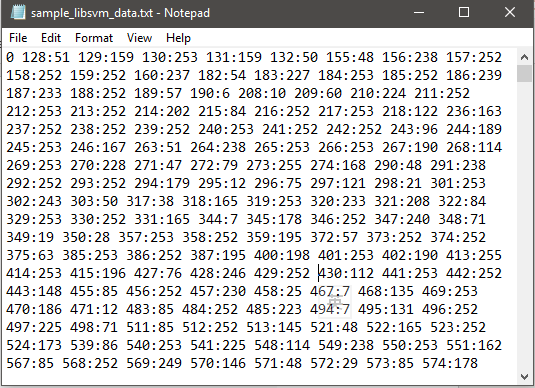 sample_libsvm_data.txt - Notepad
File Edit Format View Help
0 128:51 129:159 130:253 131:159 132:50 155:48 156:238 157:252
158:252 159:252 160:237 182:54 183:227 184:253 185:252 186:239
187:233 188:252 189:57 190:6 208:10 209:60 210:224 211:252
212:253 213:252 214:202 215:84 216:252 217:253 218:122 236:163
237:252 238:252 239:252 240:253 241:252 242:252 243:96 244:189
245:253 246:167 263:51 264:238 265:253 266:253 267:190 268:114
269:253 270:228 271:47 272:79 273:255 274:168 290:48 291:238
292:252 293:252 294:179 295:12 296:75 297:121 298:21 301:253
302:243 303:50 317:38 318:165 319:253 320:233 321:208 322:84
329:253 330:252 331:165 344:7 345:178 346:252 347:240 348:71
349:19 350:28 357:253 358:252 359:195 372:57 373:252 374:252
375:63 385:253 386:252 387:195 400:198 401:253 402:190 413:255
414:253 415:196 427:76 428:246 429:252 430:112 441:253 442:252
443:148 455:85 456:252 457:230 458:25 467:7 468:135 469:253
470:186 471:12 483:85 484:252 485:223 494:7 495:131 496:252
497:225 498:71 511:85 512:252 513:145 521:48 522:165 523:252
524:173 539:86 540:253 541:225 548:114 549:238 550:253 551:162
567:85 568:252 569:249 570:146 571:48 572:29 573:85 574:178
英